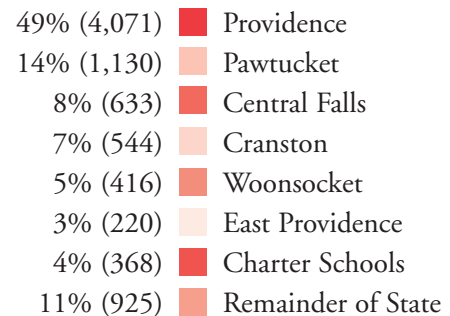 49% (4,071) Providence
14% (1,130) Pawtucket
8% (633) Central Falls
7% (544) Cranston
5% (416) Woonsocket
3% (220) East Providence
4% (368) Charter Schools
11% (925) Remainder of State